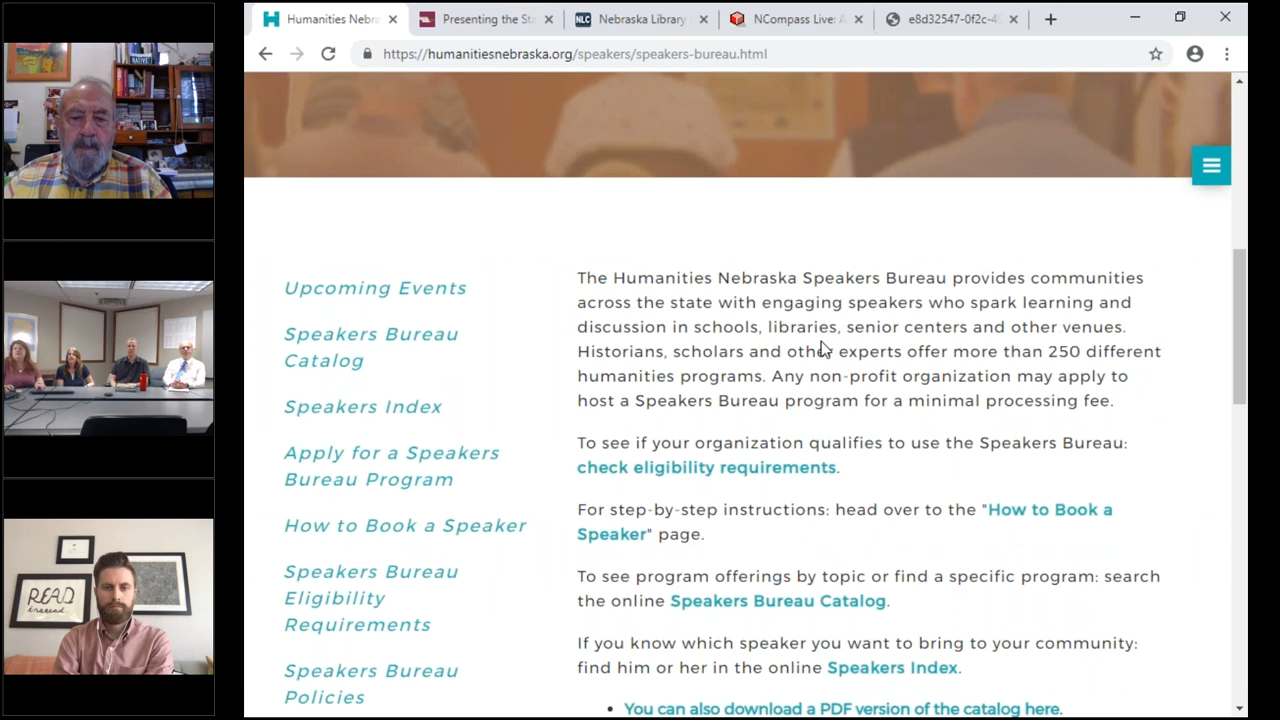 Humanities Nebra
Presenting the Sta
NLC
Nebraska Library
NCompass Live: A
e8d32547-0f2c-4
https://humanitiesnebraska.org/speakers/speakers-bureau.html
NATIVE
READ
instead.
Upcoming Events
Speakers Bureau
Catalog
Speakers Index
Apply for a Speakers
Bureau Program
How to Book a Speaker
Speakers Bureau
Eligibility
Requirements
Speakers Bureau
Policies
The Humanities Nebraska Speakers Bureau provides communities
across the state with engaging speakers who spark learning and
discussion in schools, libraries, senior centers and other venues.
Historians, scholars and other experts offer more than 250 different
humanities programs. Any non-profit organization may apply to
host a Speakers Bureau program for a minimal processing fee.
To see if your organization qualifies to use the Speakers Bureau:
check eligibility requirements.
For step-by-step instructions: head over to the "How to Book a
Speaker" page.
To see program offerings by topic or find a specific program: search
the online Speakers Bureau Catalog.
If you know which speaker you want to bring to your community:
find him or her in the online Speakers Index.
• You can also download a PDF version of the catalog here.